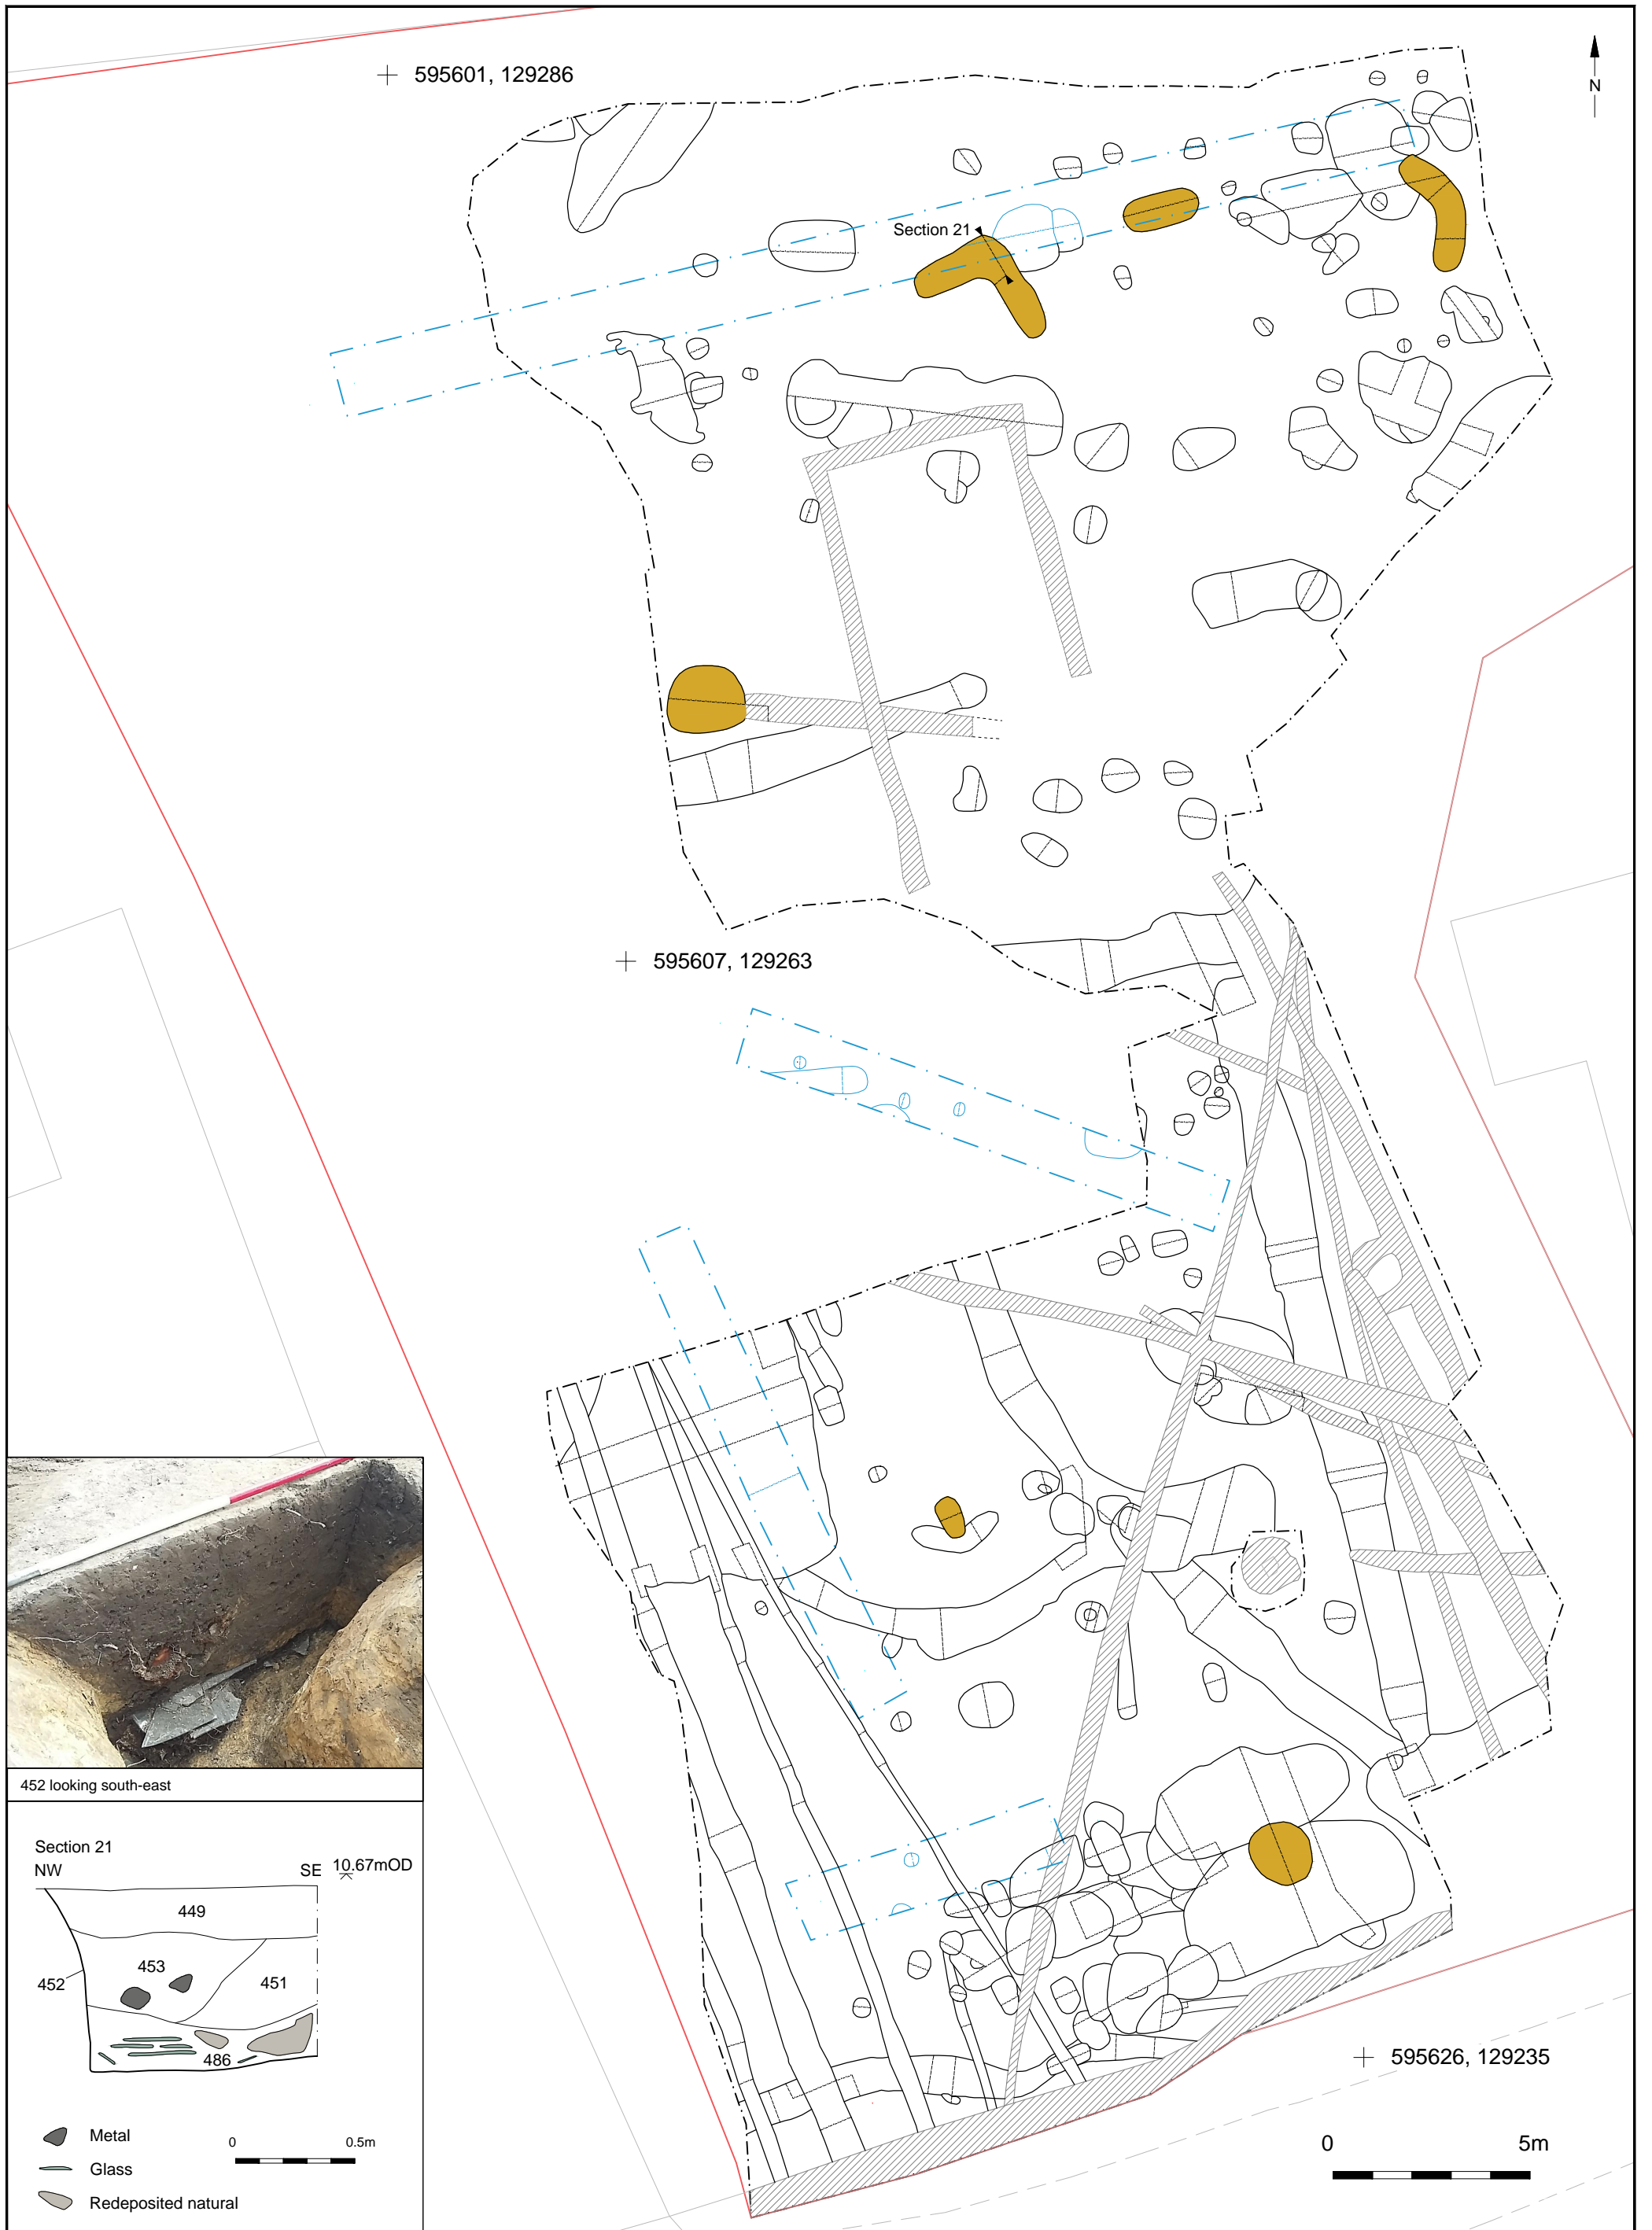 595601, 129286
N
Section 21
595607, 129263
452 looking south-east
Section 21
NW
SE 10.67mOD
449
453
452
451
486
Metal
Glass
Redeposited natural
0 0.5m
595626, 129235
0 5m